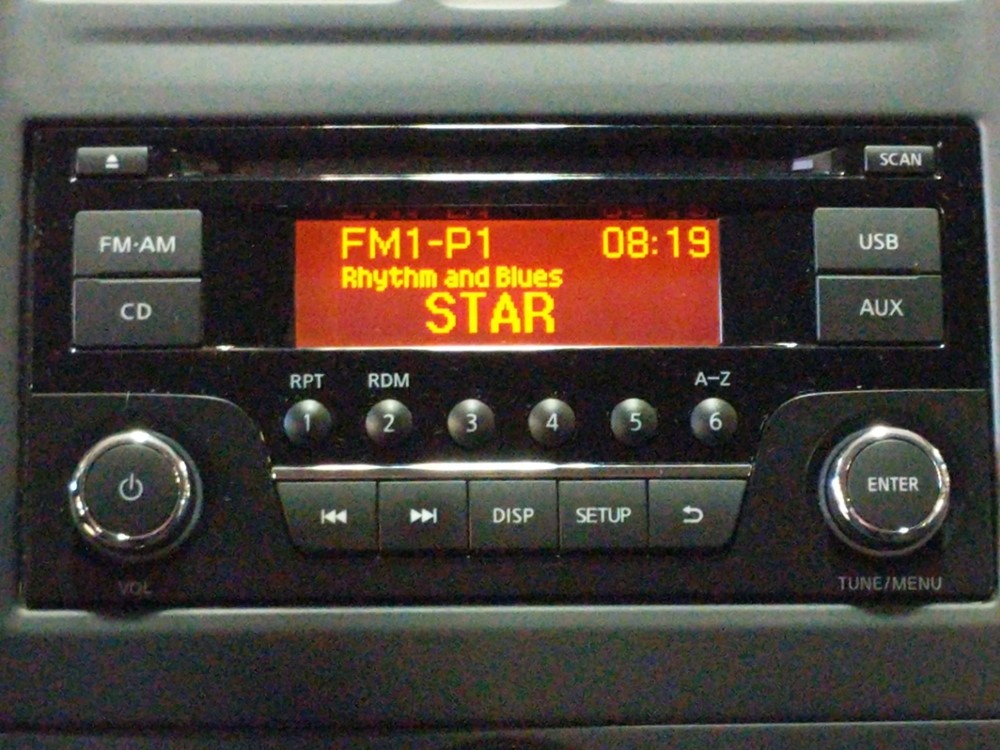 SCAN
FM·AM
FM1-P1 08:19
USB
Rhythm and Blues
CD
STAR
AUX
RPT RDM A-Z
1 2 3 4 5 6
ENTER
DISP SETUP
VOL
TUNE/MENU